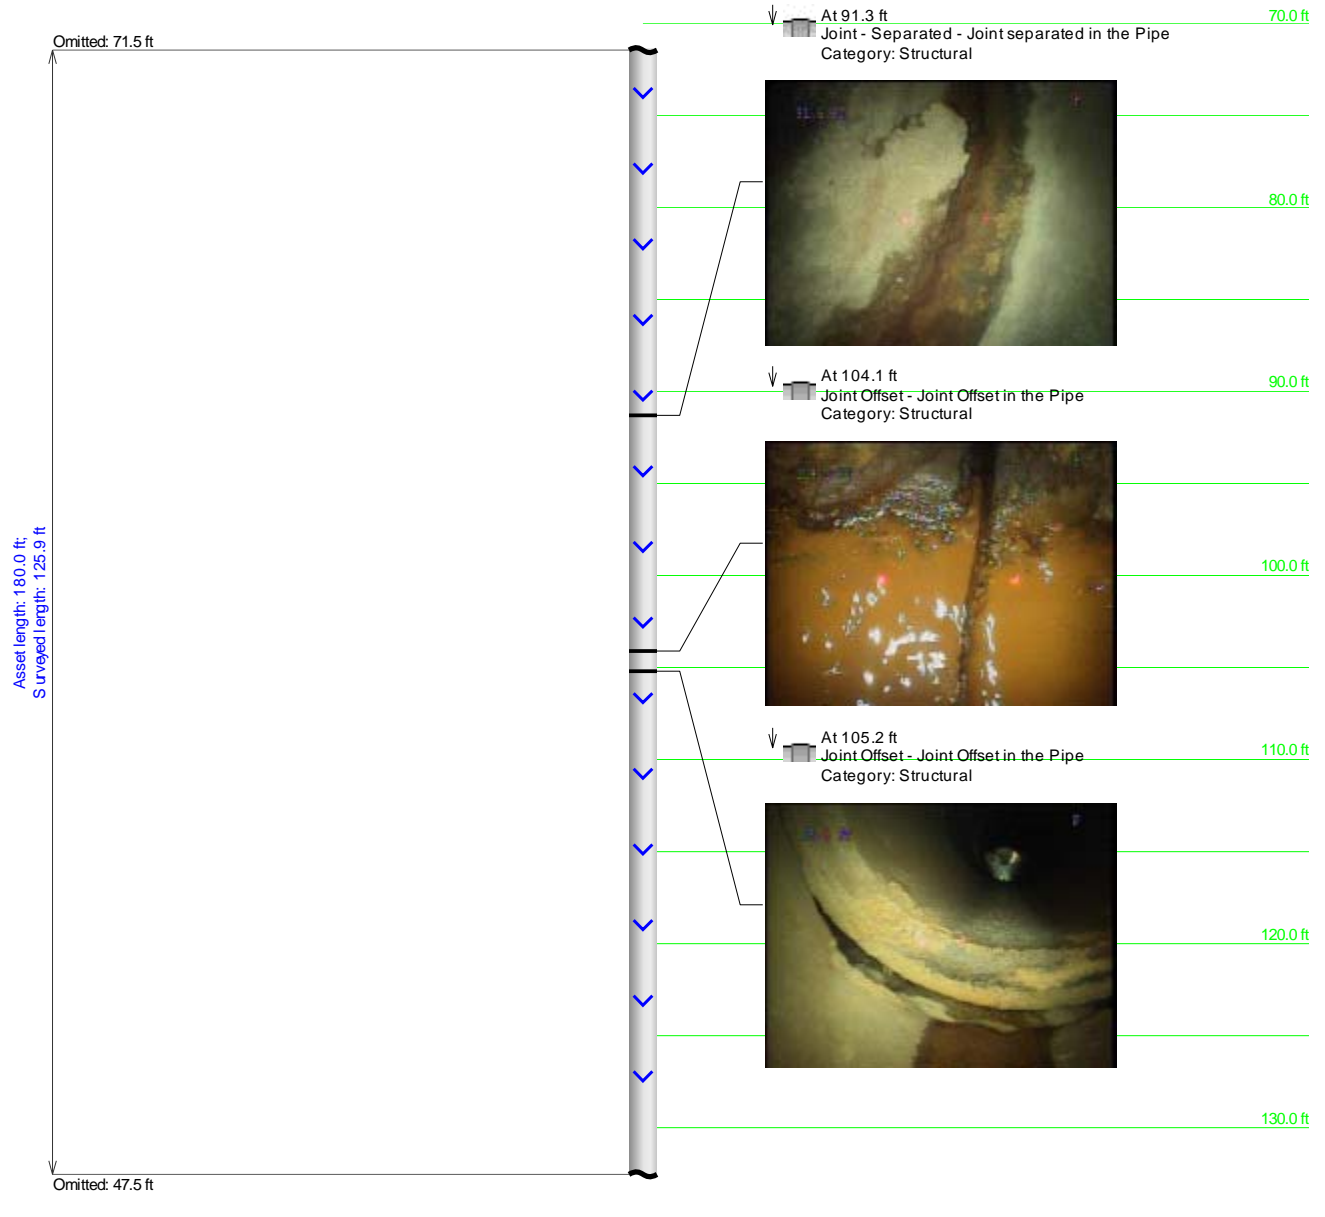 At 91.3 ft
70.0 ft
Joint - Separated - Joint separated in the Pipe
Category: Structural
Omitted: 71.5 ft
80.0 ft
At 104.1 ft
90.0 ft
Joint Offset - Joint Offset in the Pipe
Category: Structural
Asset length: 180.0 ft;
Surveyed length: 125.9 ft
100.0 ft
At 105.2 ft
110.0 ft
Joint Offset - Joint Offset in the Pipe
Category: Structural
120.0 ft
130.0 ft
Omitted: 47.5 ft